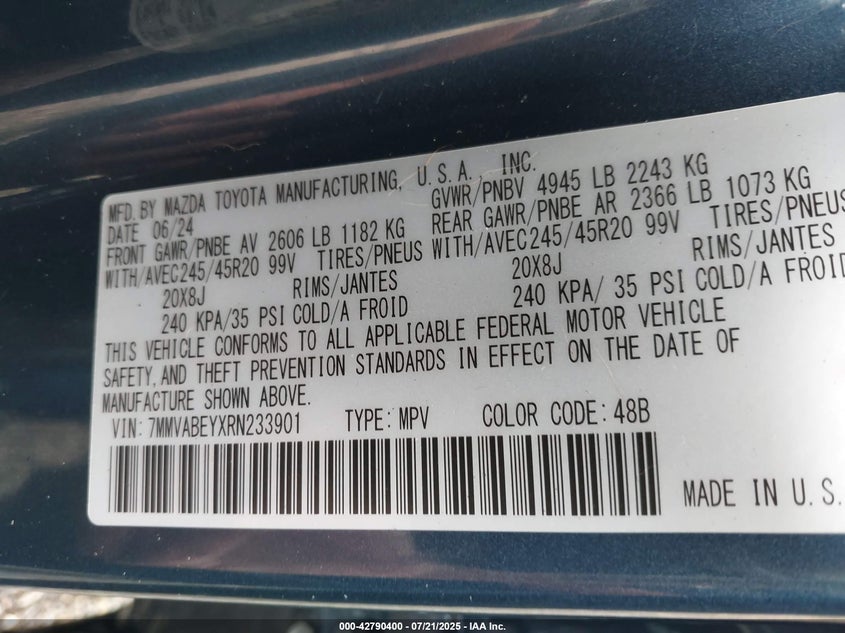 MFD. BY MAZDA TOYOTA MANUFACTURING, U.S.A., INC.
DATE 06/24 GVWR/PNBV 4945 LB 2243 KG
FRONT GAWR/PNBE AV 2606 LB 1182 KG REAR GAWR/PNBE AR 2366 LB 1073 KG
WITH/AVEC245/45R20 99V TIRES/PNEUS WITH/AVEC245/45R20 99V TIRES/PNEUS
20X8J RIMS/JANTES 20X8J RIMS/JANTES
240 KPA/35 PSI COLD/A FROID 240 KPA/ 35 PSI COLD/A FROID
THIS VEHICLE CONFORMS TO ALL APPLICABLE FEDERAL MOTOR VEHICLE
SAFETY, AND THEFT PREVENTION STANDARDS IN EFFECT ON THE DATE OF
MANUFACTURE SHOWN ABOVE.
VIN: 7MMVABEYXRN233901 TYPE: MPV COLOR CODE: 48B
MADE IN U.S.
000-42790400 - 07/21/2025 - IAA Inc.